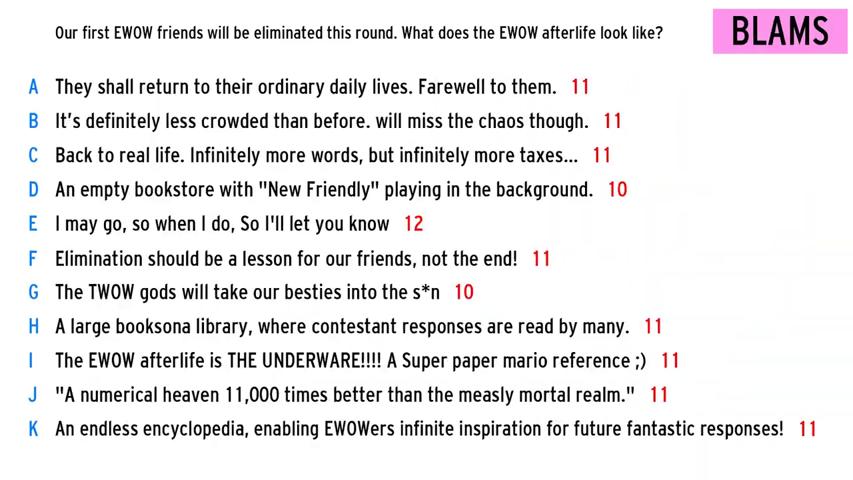 Our first EWOW friends will be eliminated this round. What does the EWOW afterlife look like?
BLAMS
A They shall return to their ordinary daily lives. Farewell to them. 11
B It's definitely less crowded than before. will miss the chaos though. 11
C Back to real life. Infinitely more words, but infinitely more taxes... 11
D An empty bookstore with "New Friendly" playing in the background. 10
E I may go, so when I do, So I'll let you know 12
F Elimination should be a lesson for our friends, not the end! 11
G The TWOW gods will take our besties into the s*n 10
H A large booksona library, where contestant responses are read by many. 11
I The EWOW afterlife is THE UNDERWARE!!!! A Super paper mario reference ;) 11
J "A numerical heaven 11,000 times better than the measly mortal realm." 11
K An endless encyclopedia, enabling EWOWers infinite inspiration for future fantastic responses! 11